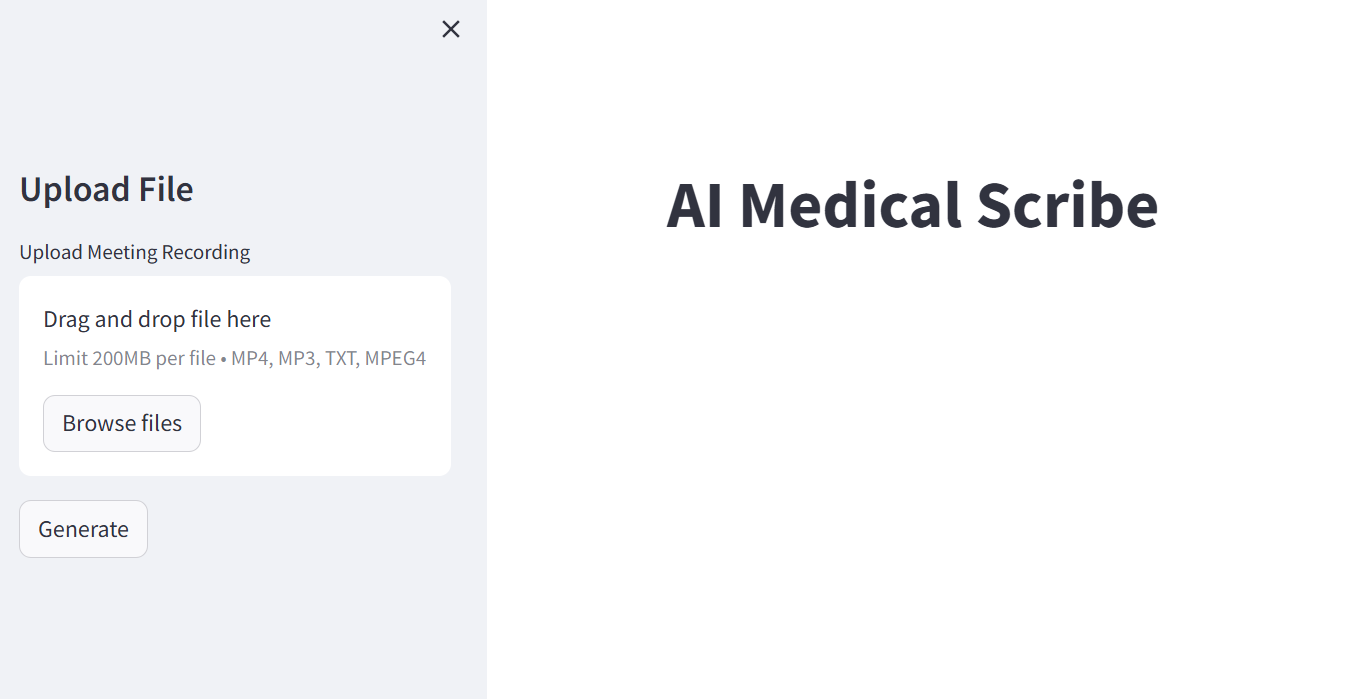 Upload File
Upload Meeting Recording
Drag and drop file here
Limit 200MB per file • MP4, MP3, TXT, MPEG4
Browse files
Generate
AI Medical Scribe